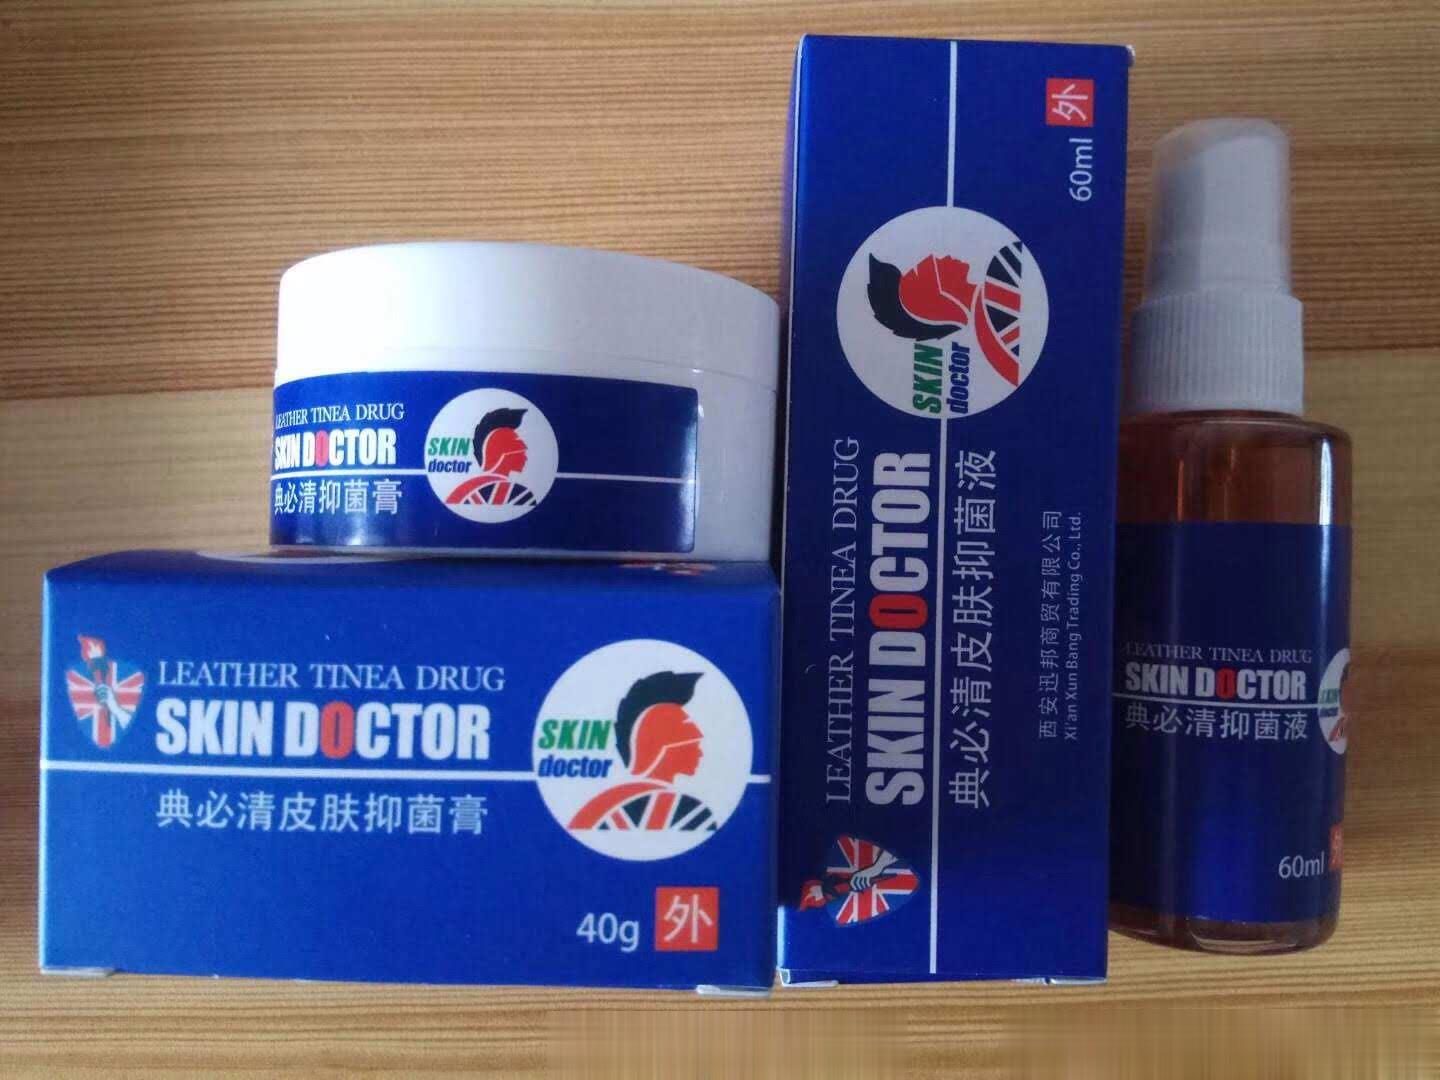 LEATHER TINEA DRUG
SKIN DOCTOR
典必清抑菌膏
SKIN
doctor
LEATHER TINEA DRUG
SKIN DOCTOR
典必清皮肤抑菌膏
SKIN
doctor
40g 外
LEATHER TINEA DRUG
SKIN DOCTOR
典必清皮肤抑菌液
SKIN
doctor
西安迅邦商贸有限公司
Xi'an Xun Bang Trading Co., Ltd.
60ml 外
LEATHER TINEA DRUG
SKIN DOCTOR
典必清抑菌液
60ml 外